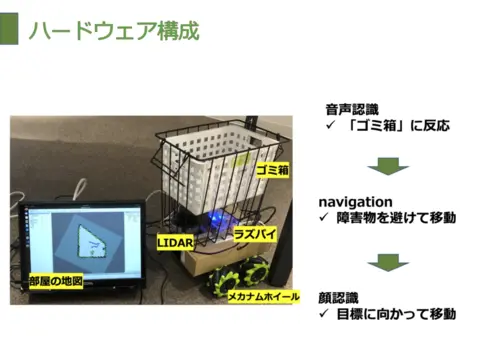 ハードウェア構成
音声認識
✓ 「ゴミ箱」に反応
ゴミ箱
navigation
✓ 障害物を避けて移動
ラズパイ
LIDAR
部屋の地図
メカナムホイール
顔認識
✓ 目標に向かって移動